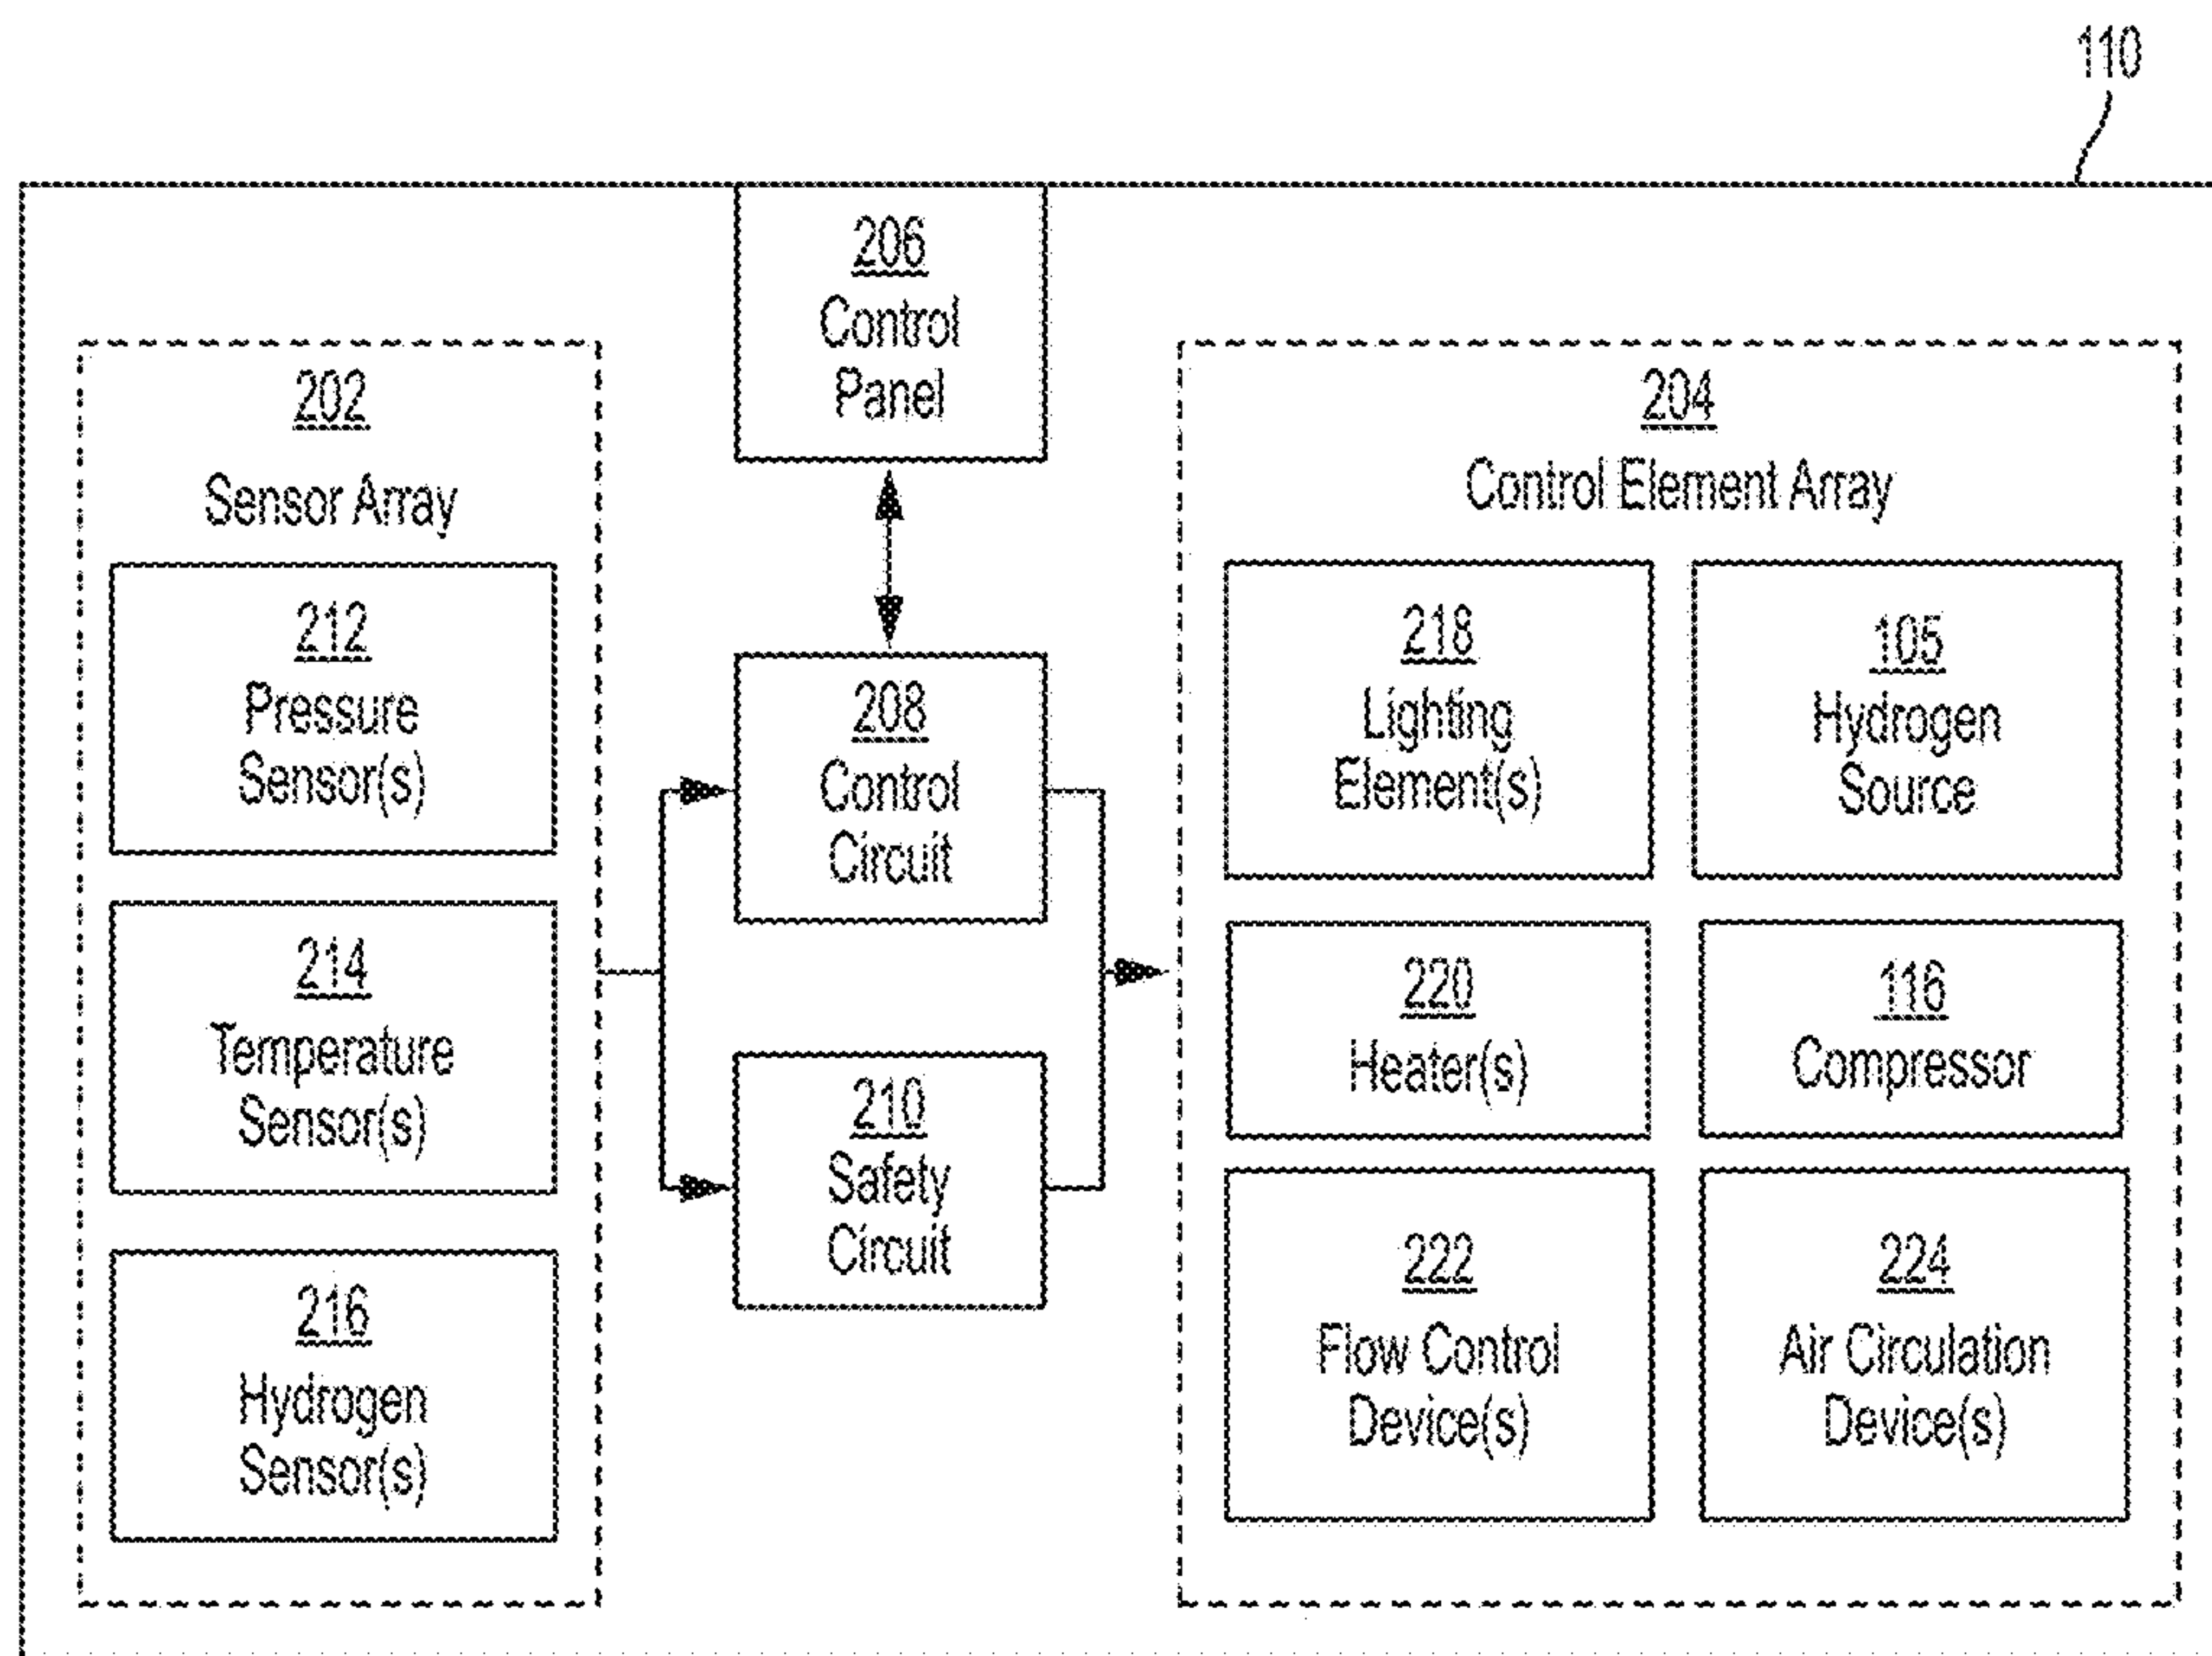 110
206
Control
Panel
202
Sensor Array
212
Pressure
Sensor(s)
214
Temperature
Sensor(s)
216
Hydrogen
Sensor(s)
208
Control
Circuit
210
Safety
Circuit
204
Control Element Array
218
Lighting
Element(s)
105
Hydrogen
Source
220
Heater(s)
116
Compressor
222
Flow Control
Device(s)
224
Air Circulation
Device(s)